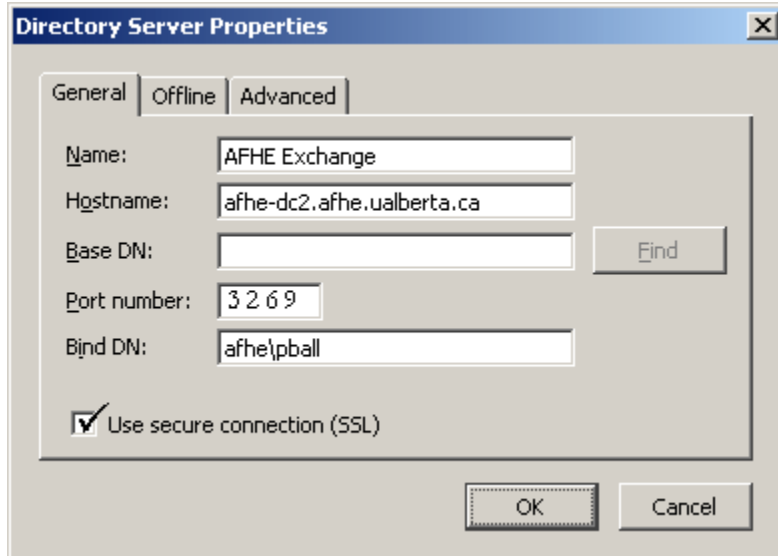 Directory Server Properties
General Offline Advanced
Name: AFHE Exchange
Hostname: afhe-dc2.afhe.ualberta.ca
Base DN: Find
Port number: 3269
Bind DN: afhe\pball
Use secure connection (SSL)
OK Cancel